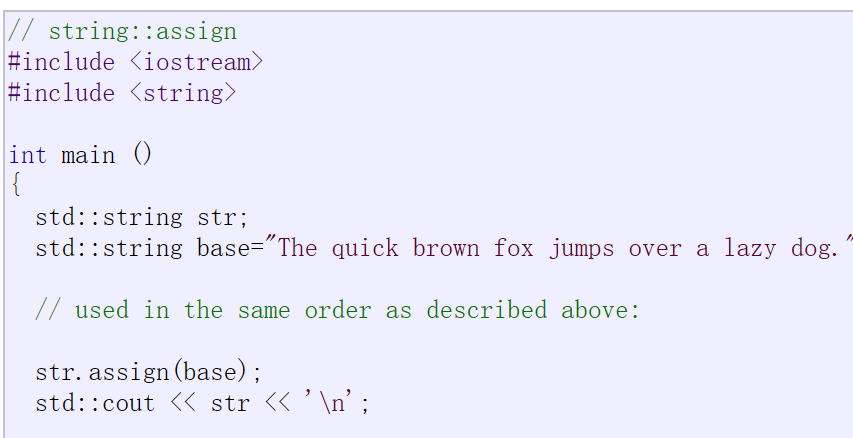 // string::assign
#include <iostream>
#include <string>

int main ()
{
  std::string str;
  std::string base="The quick brown fox jumps over a lazy dog."

  // used in the same order as described above:

  str.assign(base);
  std::cout << str << '\n';